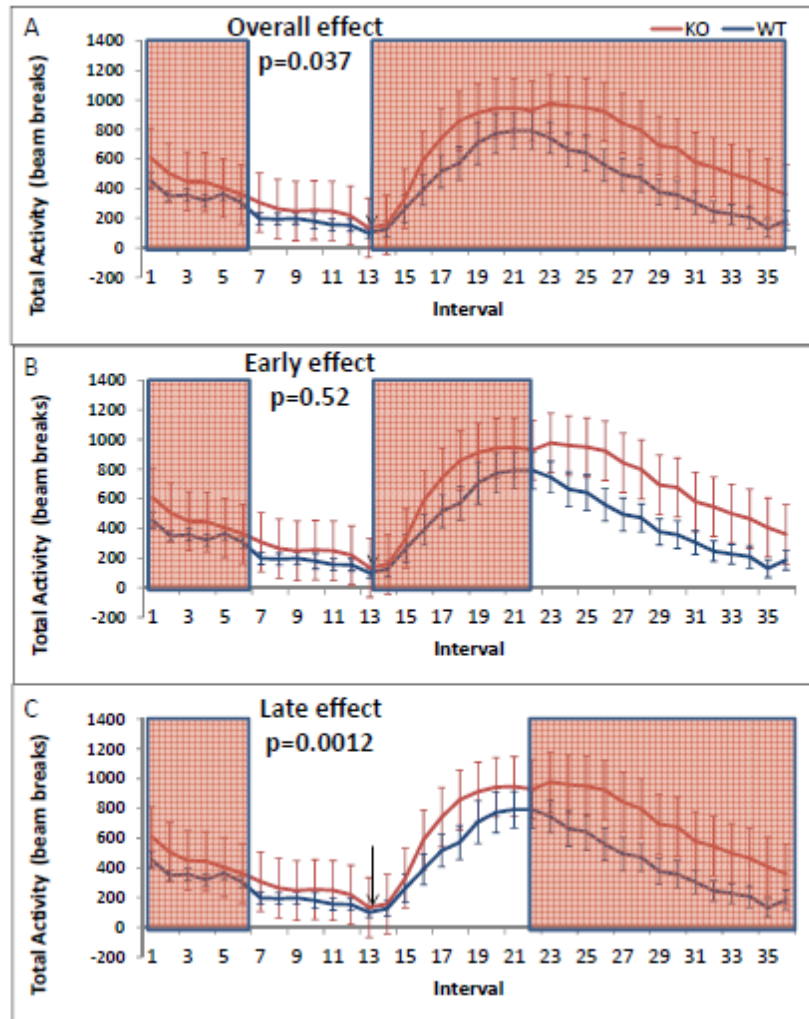 A
Overall effect
p=0.037
KO WT
Total Activity (beam breaks)
1400
1200
1000
800
600
400
200
0
-200
1 3 5 7 9 11 13 15 17 19 21 23 25 27 29 31 33 35
Interval
B
Early effect
p=0.52
Total Activity (beam breaks)
1400
1200
1000
800
600
400
200
0
-200
1 3 5 7 9 11 13 15 17 19 21 23 25 27 29 31 33 35
Interval
C
Late effect
p=0.0012
Total Activity (beam breaks)
1400
1200
1000
800
600
400
200
0
-200
1 3 5 7 9 11 13 15 17 19 21 23 25 27 29 31 33 35
Interval